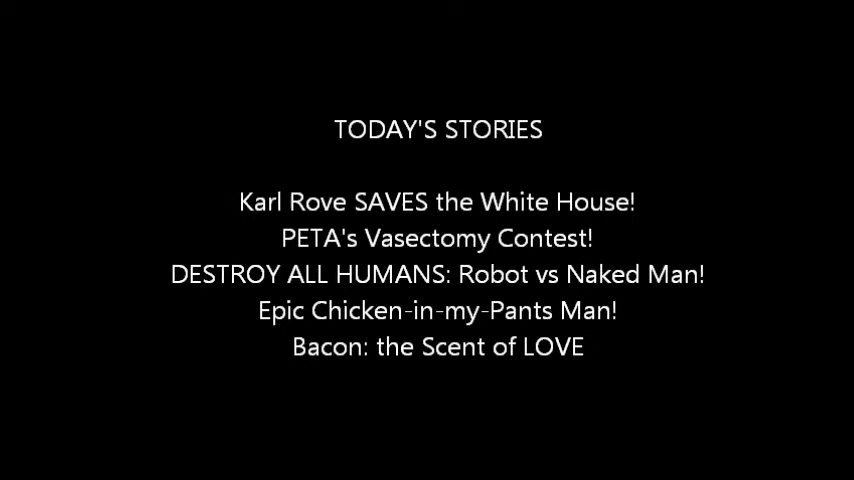 TODAY'S STORIES
Karl Rove SAVES the White House!
PETA's Vasectomy Contest!
DESTROY ALL HUMANS: Robot vs Naked Man!
Epic Chicken-in-my-Pants Man!
Bacon: the Scent of LOVE